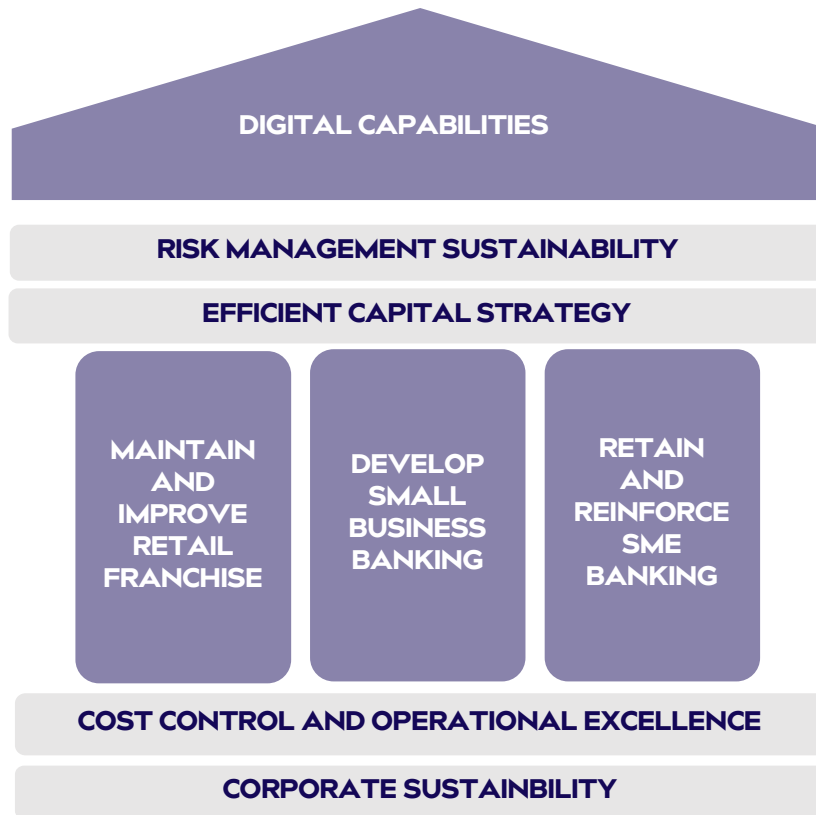 DIGITAL CAPABILITIES
RISK MANAGEMENT SUSTAINABILITY
EFFICIENT CAPITAL STRATEGY
MAINTAIN
AND
IMPROVE
RETAIL
FRANCHISE
DEVELOP
SMALL
BUSINESS
BANKING
RETAIN
AND
REINFORCE
SME
BANKING
COST CONTROL AND OPERATIONAL EXCELLENCE
CORPORATE SUSTAINBILITY